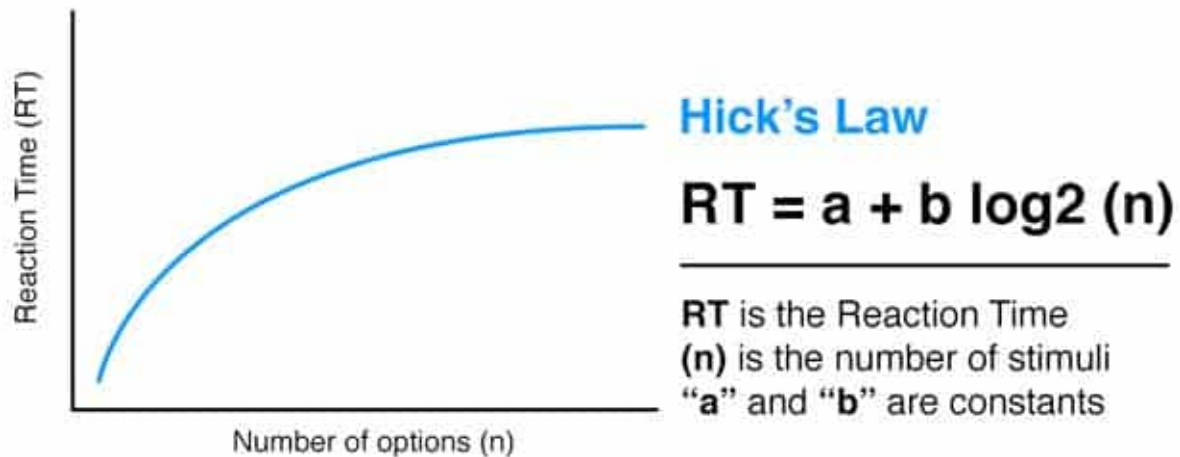 Reaction Time (RT)
Number of options (n)
Hick's Law
RT = a + b log2 (n)
RT is the Reaction Time
(n) is the number of stimuli
“a” and “b” are constants